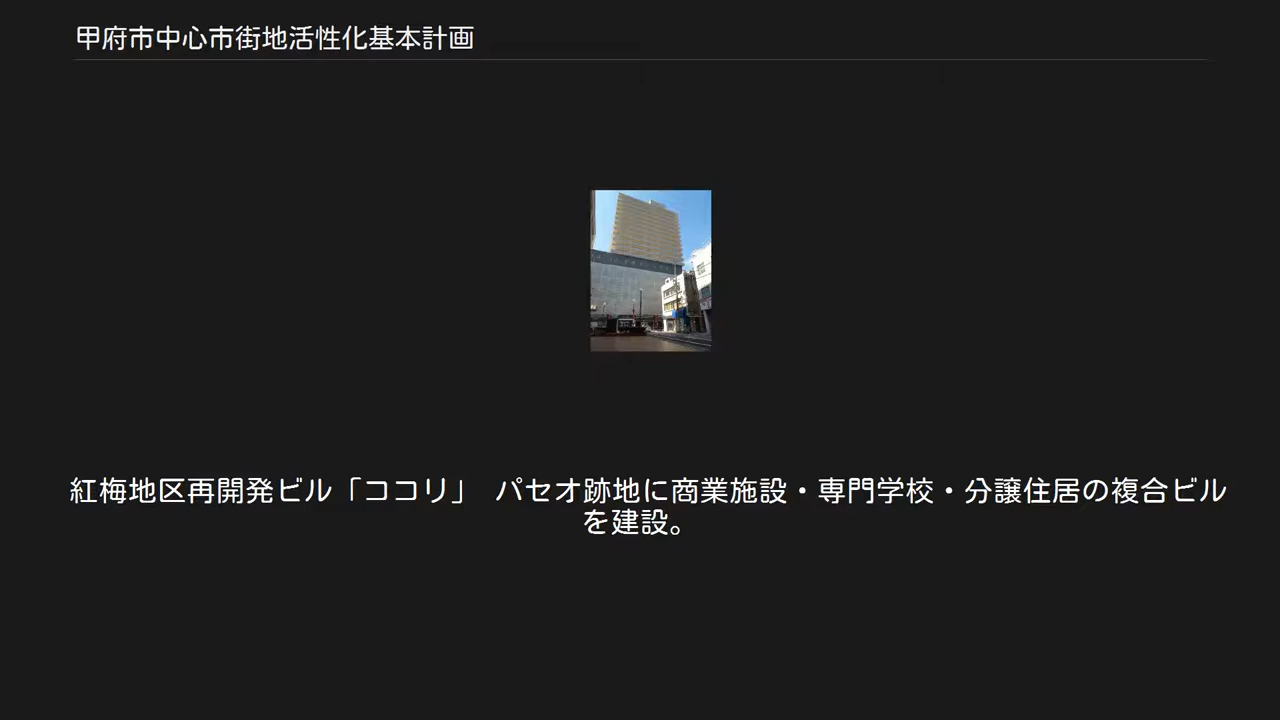 甲府市中心市街地活性化基本計画
紅梅地区再開発ビル「ココリ」 パセオ跡地に商業施設・専門学校・分譲住居の複合ビル
を建設。